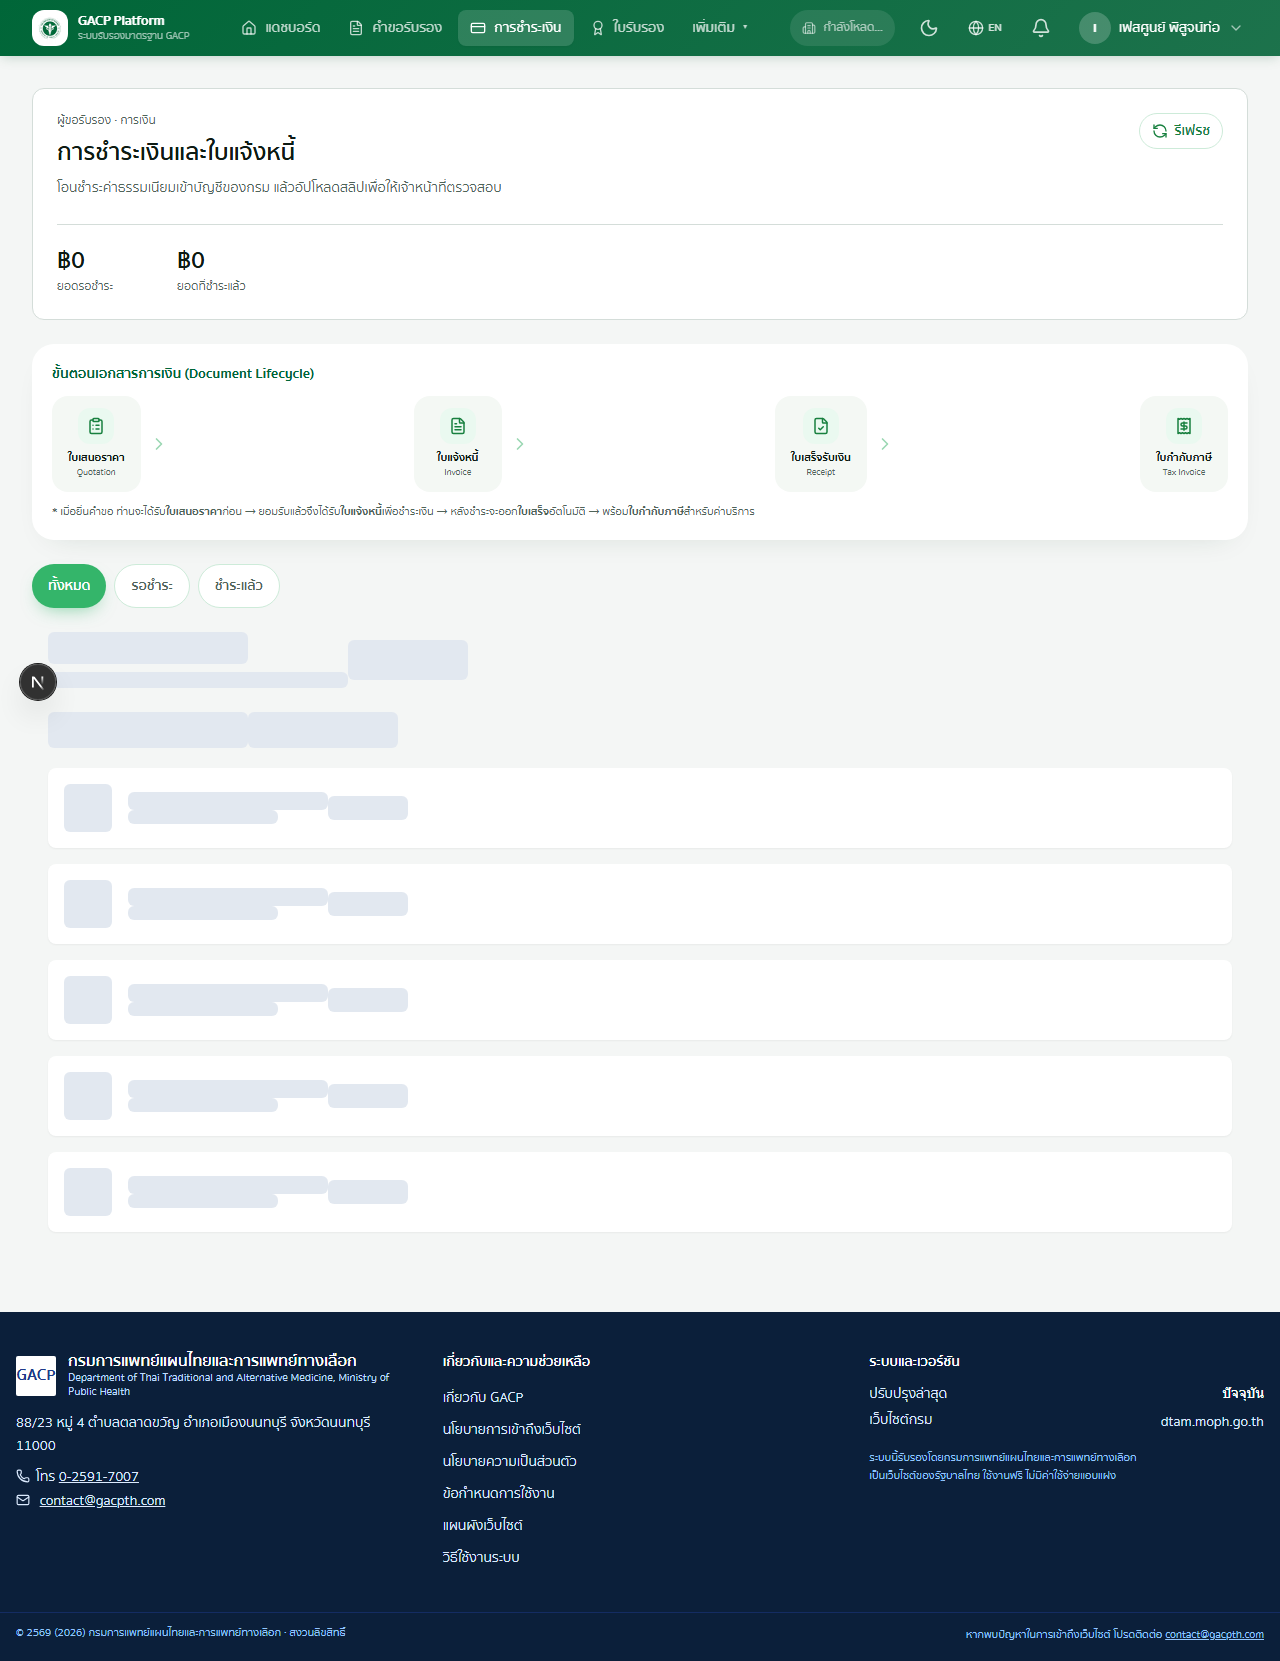 GACP Platform
ระบบรับรองมาตรฐาน GACP
แดชบอร์ด
คำขอรับรอง
การชำระเงิน
ใบรับรอง
เพิ่มเติม
กำลังโหลด...
EN
I
เฟสศูนย์ พิสูจน์ท่อ
ผู้ขอรับรอง · การเงิน
การชำระเงินและใบแจ้งหนี้
รีเฟรช
โอนชำระค่าธรรมเนียมเข้าบัญชีของกรม แล้วอัปโหลดสลิปเพื่อให้เจ้าหน้าที่ตรวจสอบ
฿0
ยอดรอชำระ
฿0
ยอดที่ชำระแล้ว
ขั้นตอนเอกสารการเงิน (Document Lifecycle)
ใบเสนอราคา
Quotation
ใบแจ้งหนี้
Invoice
ใบเสร็จรับเงิน
Receipt
ใบกำกับภาษี
Tax Invoice
* เมื่อยื่นคำขอ ท่านจะได้รับใบเสนอราคาก่อน → ยอมรับแล้วจึงได้รับใบแจ้งหนี้เพื่อชำระเงิน → หลังชำระจะออกใบเสร็จอัตโนมัติ → พร้อมใบกำกับภาษีสำหรับค่าบริการ
ทั้งหมด
รอชำระ
ชำระแล้ว
N
GACP
กรมการแพทย์แผนไทยและการแพทย์ทางเลือก
Department of Thai Traditional and Alternative Medicine, Ministry of
Public Health
88/23 หมู่ 4 ตำบลตลาดขวัญ อำเภอเมืองนนทบุรี จังหวัดนนทบุรี
11000
โทร 0-2591-7007
contact@gacpth.com
เกี่ยวกับและความช่วยเหลือ
เกี่ยวกับ GACP
นโยบายการเข้าถึงเว็บไซต์
นโยบายความเป็นส่วนตัว
ข้อกำหนดการใช้งาน
แผนผังเว็บไซต์
วิธีใช้งานระบบ
ระบบและเวอร์ชัน
ปรับปรุงล่าสุด
ปัจจุบัน
เว็บไซต์กรม
dtam.moph.go.th
ระบบนี้รับรองโดยกรมการแพทย์แผนไทยและการแพทย์ทางเลือก
เป็นเว็บไซต์ของรัฐบาลไทย ใช้งานฟรี ไม่มีค่าใช้จ่ายแอบแฝง
© 2569 (2026) กรมการแพทย์แผนไทยและการแพทย์ทางเลือก · สงวนลิขสิทธิ์
หากพบปัญหาในการเข้าถึงเว็บไซต์ โปรดติดต่อ contact@gacpth.com